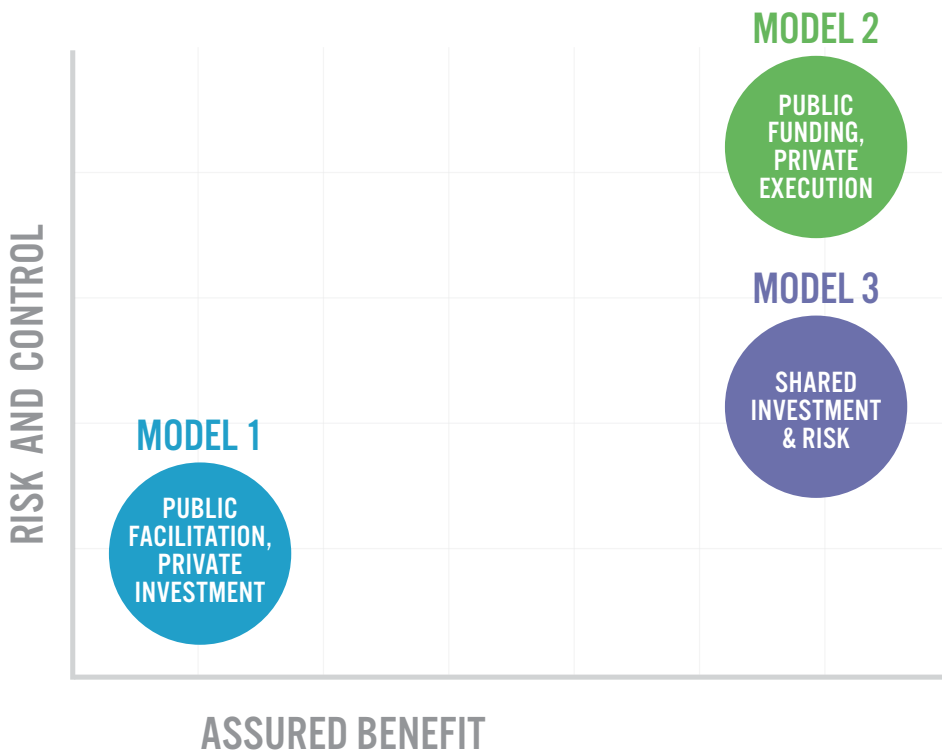 MODEL 2
PUBLIC
FUNDING,
PRIVATE
EXECUTION
MODEL 3
SHARED
INVESTMENT
& RISK
MODEL 1
PUBLIC
FACILITATION,
PRIVATE
INVESTMENT
RISK AND CONTROL
ASSURED BENEFIT